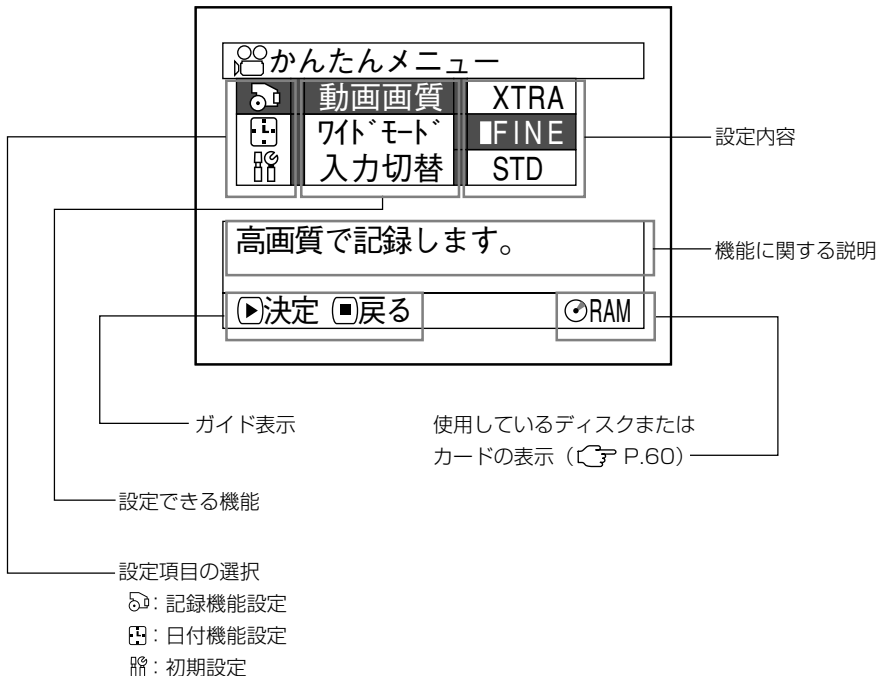 かんたんメニュー
動画画質 XTRA
ワイドモード FINE
入力切替 STD
設定内容
高画質で記録します。
機能に関する説明
決定 戻る RAM
ガイド表示
使用しているディスクまたは
カードの表示（ P.60）
設定できる機能
設定項目の選択
：記録機能設定
：日付機能設定
：初期設定